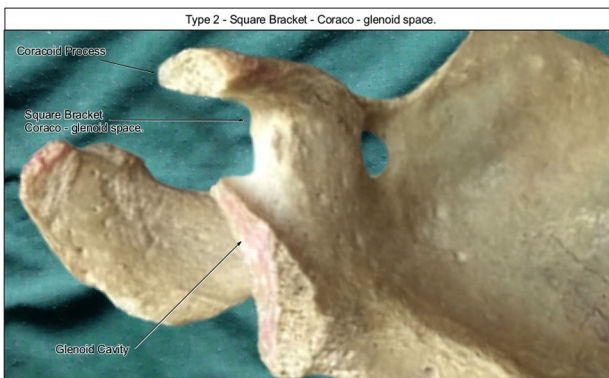 Type 2 - Square Bracket - Coraco - glenoid space.
Coracoid Process
Square Bracket
Coraco - glenoid space.
Glenoid Cavity